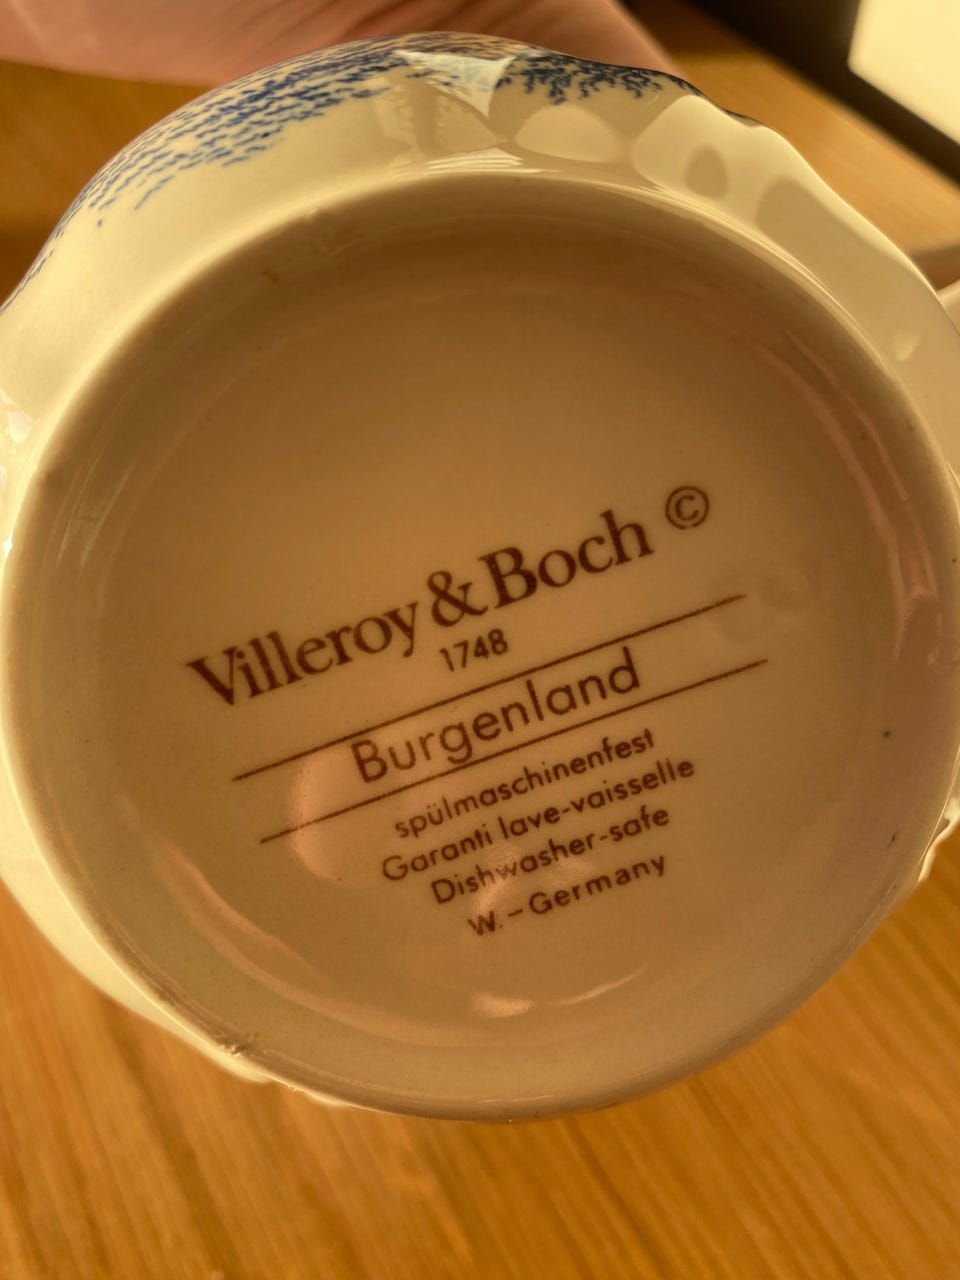 Villeroy & Boch ©
1748
Burgenland
spülmaschinenfest
Garanti lave-vaisselle
Dishwasher-safe
W.-Germany